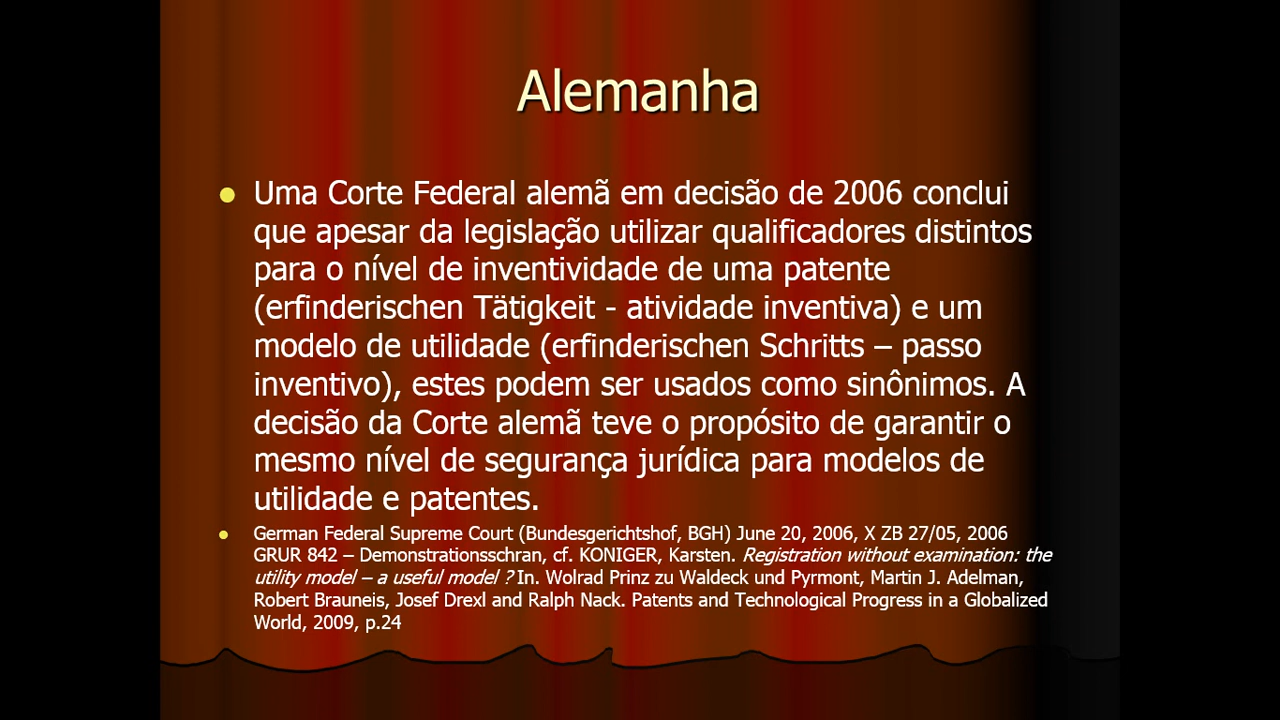 Alemanha
Uma Corte Federal alemã em decisão de 2006 conclui
que apesar da legislação utilizar qualificadores distintos
para o nível de inventividade de uma patente
(erfinderischen Tätigkeit - atividade inventiva) e um
modelo de utilidade (erfinderischen Schritts – passo
inventivo), estes podem ser usados como sinônimos. A
decisão da Corte alemã teve o propósito de garantir o
mesmo nível de segurança jurídica para modelos de
utilidade e patentes.
German Federal Supreme Court (Bundesgerichtshof, BGH) June 20, 2006, X ZB 27/05, 2006
GRUR 842 – Demonstrationsschran, cf. KONIGER, Karsten. Registration without examination: the
utility model – a useful model ? In. Wolrad Prinz zu Waldeck und Pyrmont, Martin J. Adelman,
Robert Brauneis, Josef Drexl and Ralph Nack. Patents and Technological Progress in a Globalized
World, 2009, p.24